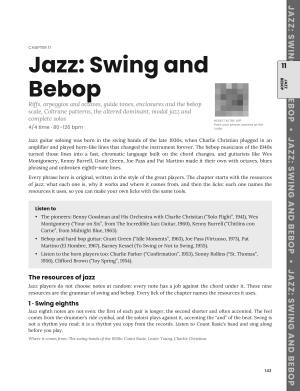 CHAPTER 11
Jazz: Swing and
Bebop
Riffs, arpeggios and octaves, guide tones, enclosures and the bebop
scale, Coltrane patterns, the altered dominant, modal jazz and
complete solos
4/4 time · 80–126 bpm
11
JAZZ
BEBOP
Jazz guitar soloing was born in the swing bands of the late 1930s, when Charlie Christian plugged in an
amplifier and played horn-like lines that changed the instrument forever. The bebop musicians of the 1940s
turned those lines into a fast, chromatic language built on the chord changes, and guitarists like Wes
Montgomery, Kenny Burrell, Grant Green, Joe Pass and Pat Martino made it their own with octaves, blues
phrasing and unbroken eighth-note lines.
Every phrase here is original, written in the style of the great players. The chapter starts with the resources
of jazz: what each one is, why it works and where it comes from, and then the licks: each one names the
resources it uses, so you can make your own licks with the same tools.
Listen to
• The pioneers: Benny Goodman and His Orchestra with Charlie Christian ("Solo Flight", 1941), Wes
Montgomery ("Four on Six", from The Incredible Jazz Guitar, 1960), Kenny Burrell ("Chitlins con
Carne", from Midnight Blue, 1963).
• Bebop and hard bop guitar: Grant Green ("Idle Moments", 1963), Joe Pass (Virtuoso, 1973), Pat
Martino (El Hombre, 1967), Barney Kessel (To Swing or Not to Swing, 1955).
• Listen to the horn players too: Charlie Parker ("Confirmation", 1953), Sonny Rollins ("St. Thomas",
1956), Clifford Brown ("Joy Spring", 1954).
The resources of jazz
Jazz players do not choose notes at random: every note has a job against the chord under it. These nine
resources are the grammar of swing and bebop. Every lick of the chapter names the resources it uses.
1 · Swing eighths
Jazz eighth notes are not even: the first of each pair is longer, the second shorter and often accented. The feel
comes from the drummer's ride cymbal, and the soloist plays against it, accenting the "and" of the beat. Swing is
not a rhythm you read: it is a rhythm you copy from the records. Listen to Count Basie's band and sing along
before you play.
Where it comes from: The swing bands of the 1930s: Count Basie, Lester Young, Charlie Christian.
143
JAZZ: SWING AND BEBOP • JAZZ: SWING AND BEBOP • JAZZ: SWING AND BEBOP